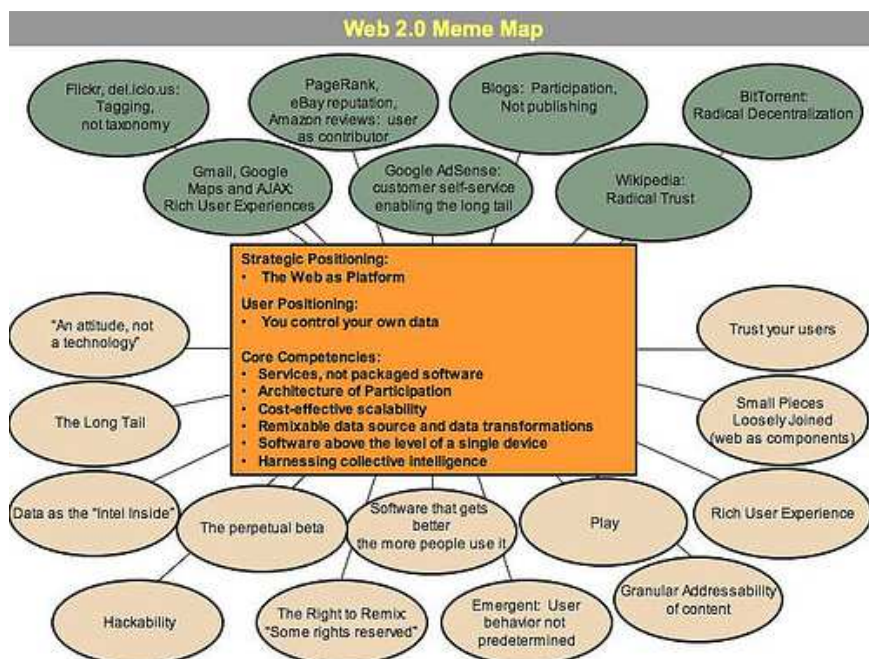 Web 2.0 Meme Map
Flickr, del.icio.us:
Tagging,
not taxonomy
PageRank,
eBay reputation,
Amazon reviews: user
as contributor
Blogs: Participation,
Not publishing
BitTorrent:
Radical Decentralization
Gmail, Google
Maps and AJAX:
Rich User Experiences
Google AdSense:
customer self-service
enabling the long tail
Wikipedia:
Radical Trust
Strategic Positioning:
• The Web as Platform
User Positioning:
• You control your own data
Core Competencies:
• Services, not packaged software
• Architecture of Participation
• Cost-effective scalability
• Remixable data source and data transformations
• Software above the level of a single device
• Harnessing collective intelligence
"An attitude, not
a technology"
Trust your users
The Long Tail
Small Pieces
Loosely Joined
(web as components)
Data as the "Intel Inside"
The perpetual beta
Software that gets
better
the more people use it
Play
Rich User Experience
Hackability
The Right to Remix:
"Some rights reserved"
Emergent: User
behavior not
predetermined
Granular Addressability
of content